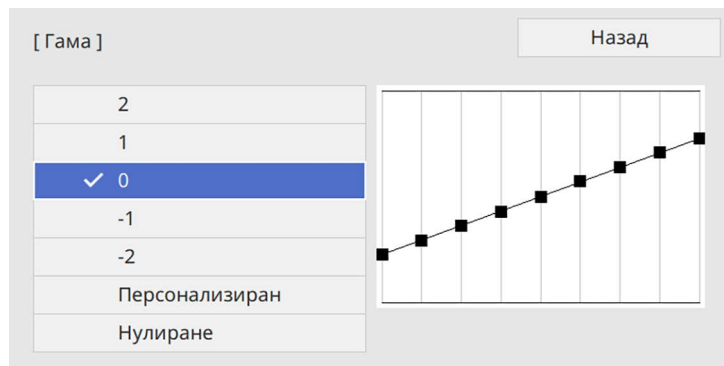 [ Гама ]
Назад
2
1
0
-1
-2
Персонализиран
Нулиране